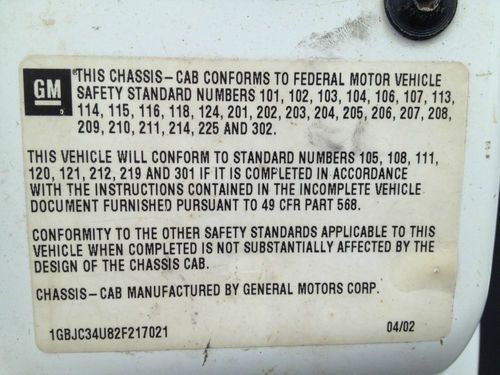 GM
THIS CHASSIS-CAB CONFORMS TO FEDERAL MOTOR VEHICLE
SAFETY STANDARD NUMBERS 101, 102, 103, 104, 106, 107, 113,
114, 115, 116, 118, 124, 201, 202, 203, 204, 205, 206, 207, 208,
209, 210, 211, 214, 225 AND 302.
THIS VEHICLE WILL CONFORM TO STANDARD NUMBERS 105, 108, 111,
120, 121, 212, 219 AND 301 IF IT IS COMPLETED IN ACCORDANCE
WITH THE INSTRUCTIONS CONTAINED IN THE INCOMPLETE VEHICLE
DOCUMENT FURNISHED PURSUANT TO 49 CFR PART 568.
CONFORMITY TO THE OTHER SAFETY STANDARDS APPLICABLE TO THIS
VEHICLE WHEN COMPLETED IS NOT SUBSTANTIALLY AFFECTED BY THE
DESIGN OF THE CHASSIS CAB.
CHASSIS-CAB MANUFACTURED BY GENERAL MOTORS CORP.
1GBJC34U82F217021 04/02